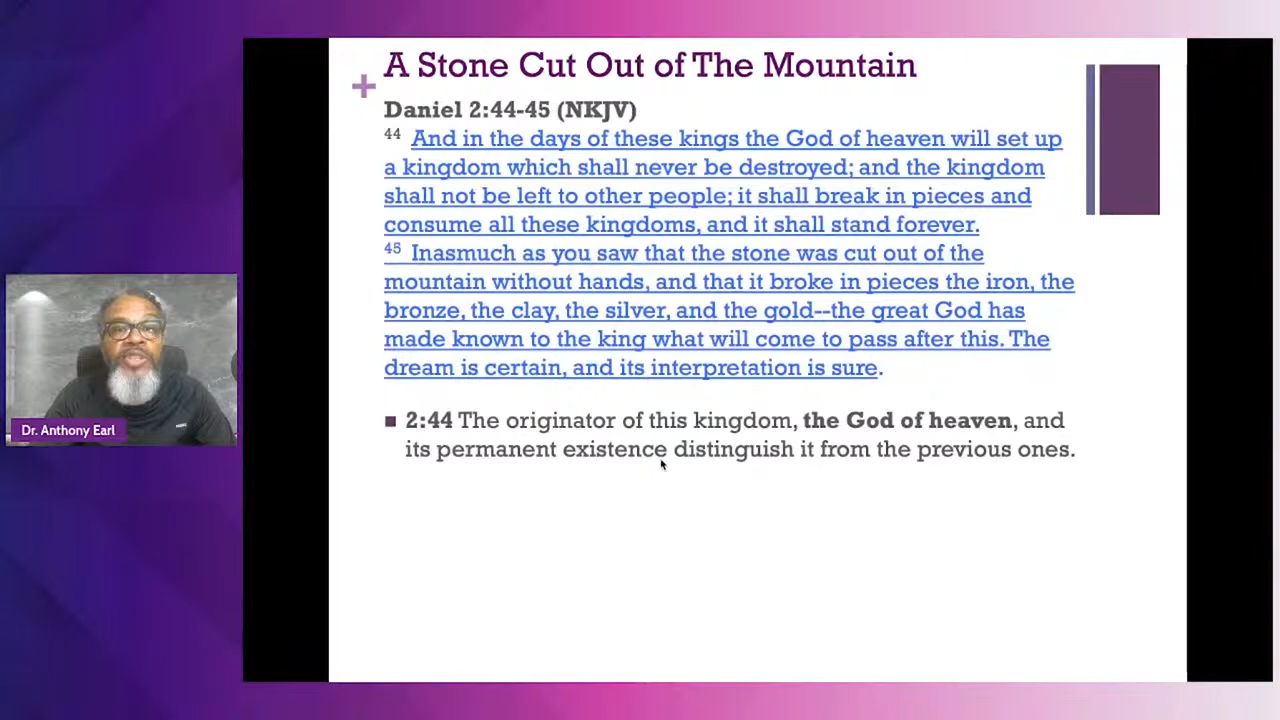 A Stone Cut Out of The Mountain
+
Daniel 2:44-45 (NKJV)
44 And in the days of these kings the God of heaven will set up
a kingdom which shall never be destroyed; and the kingdom
shall not be left to other people; it shall break in pieces and
consume all these kingdoms, and it shall stand forever.
45 Inasmuch as you saw that the stone was cut out of the
mountain without hands, and that it broke in pieces the iron, the
bronze, the clay, the silver, and the gold--the great God has
made known to the king what will come to pass after this. The
dream is certain, and its interpretation is sure.
■ 2:44 The originator of this kingdom, the God of heaven, and
its permanent existence distinguish it from the previous ones.
Dr. Anthony Earl